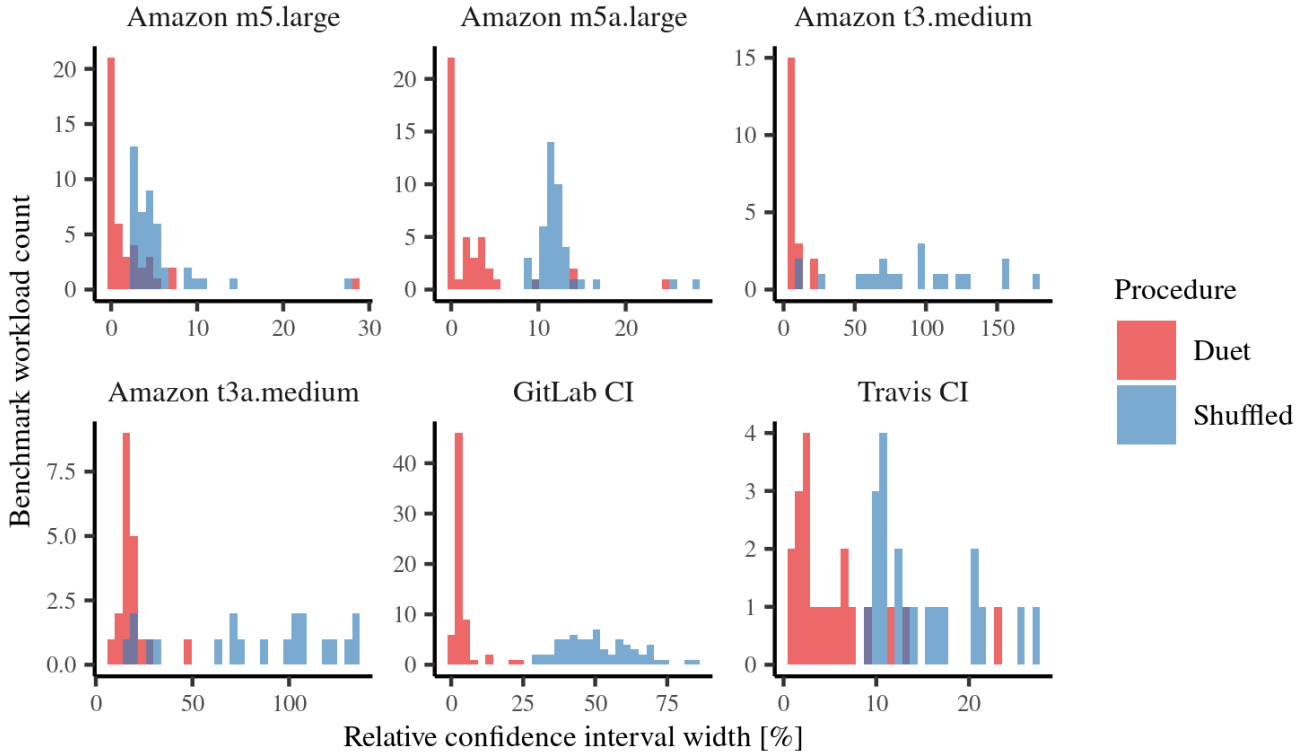 Amazon m5.large
Amazon m5a.large
Amazon t3.medium
20
15
10
5
0
0 10 20 30
20
15
10
5
0
0 10 20
15
10
5
0
0 50 100 150
Amazon t3a.medium
GitLab CI
Travis CI
7.5
5.0
2.5
0.0
0 50 100
40
30
20
10
0
0 25 50 75
4
3
2
1
0
0 10 20
Benchmark workload count
Relative confidence interval width [%]
Procedure
Duet
Shuffled